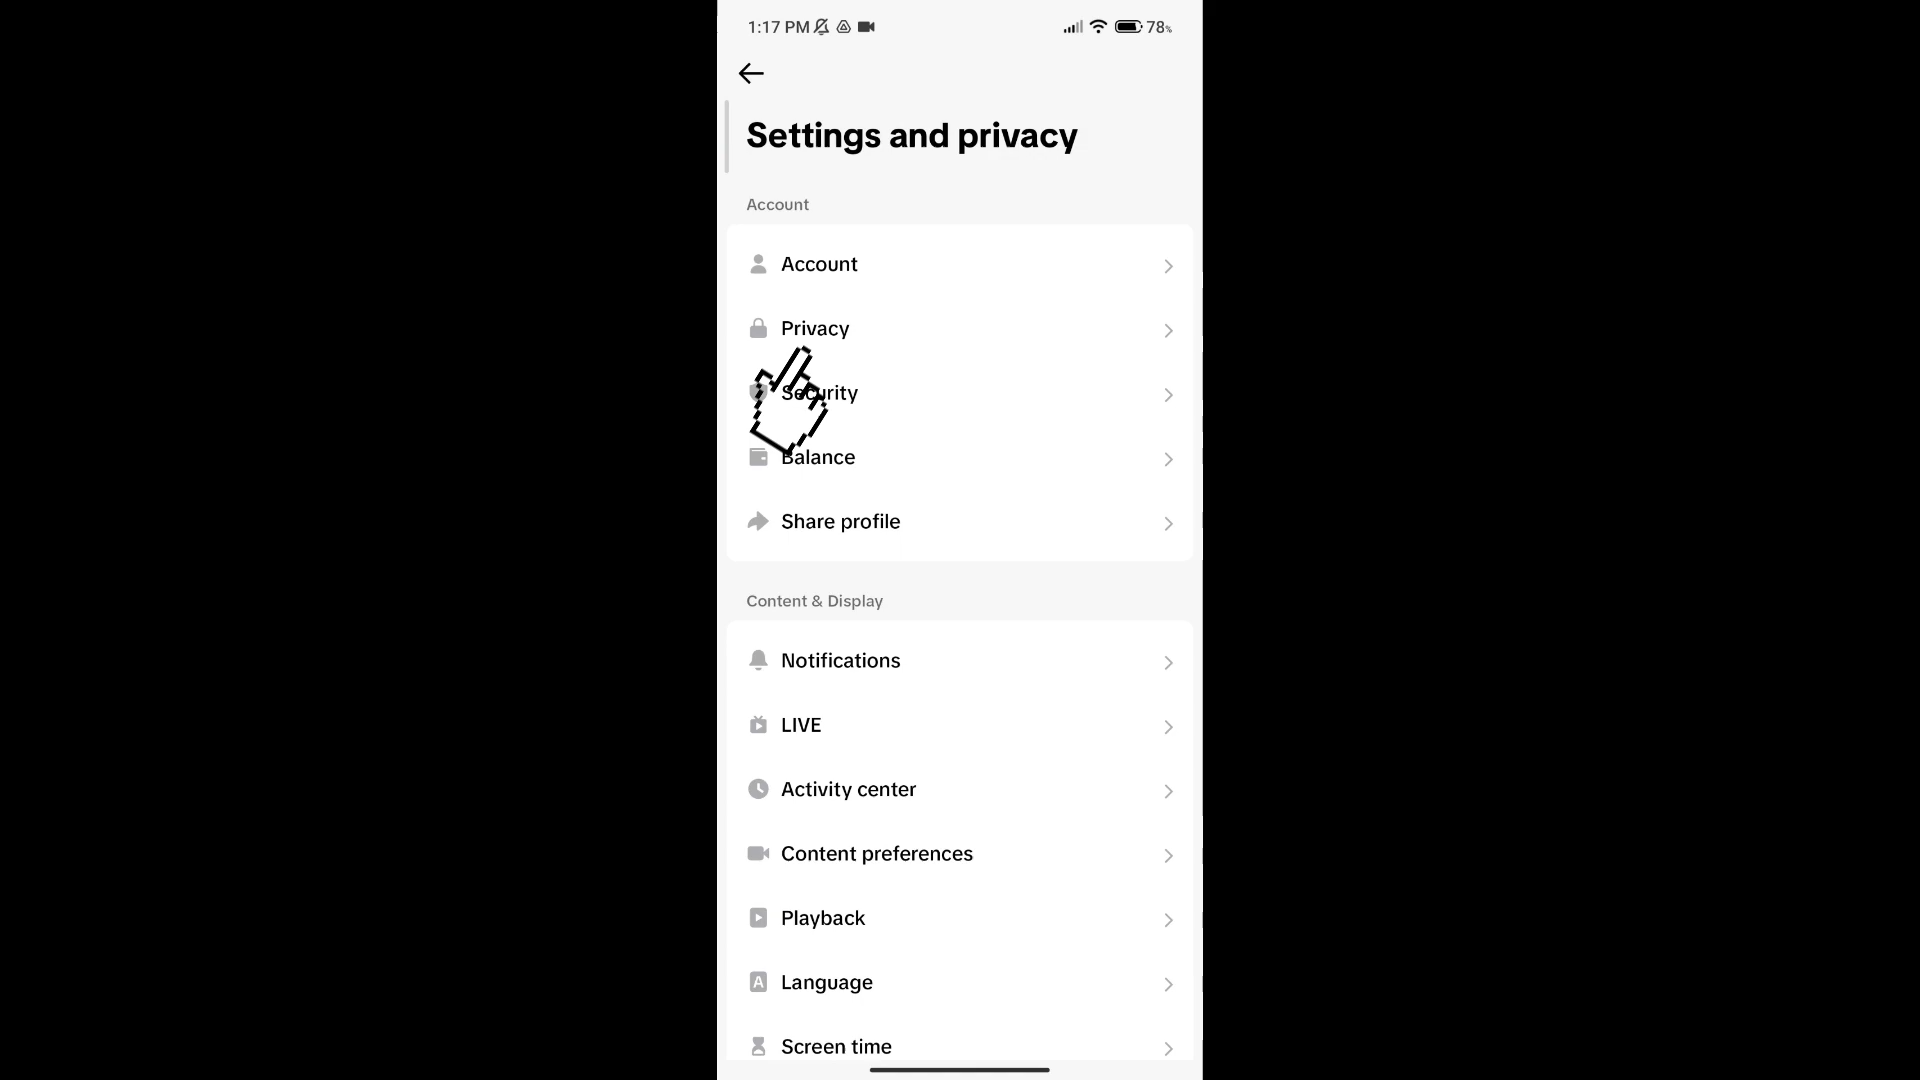 1:17 PM 78%
Settings and privacy
Account
Account
Privacy
Security
Balance
Share profile
Content & Display
Notifications
LIVE
Activity center
Content preferences
Playback
A Language
Screen time